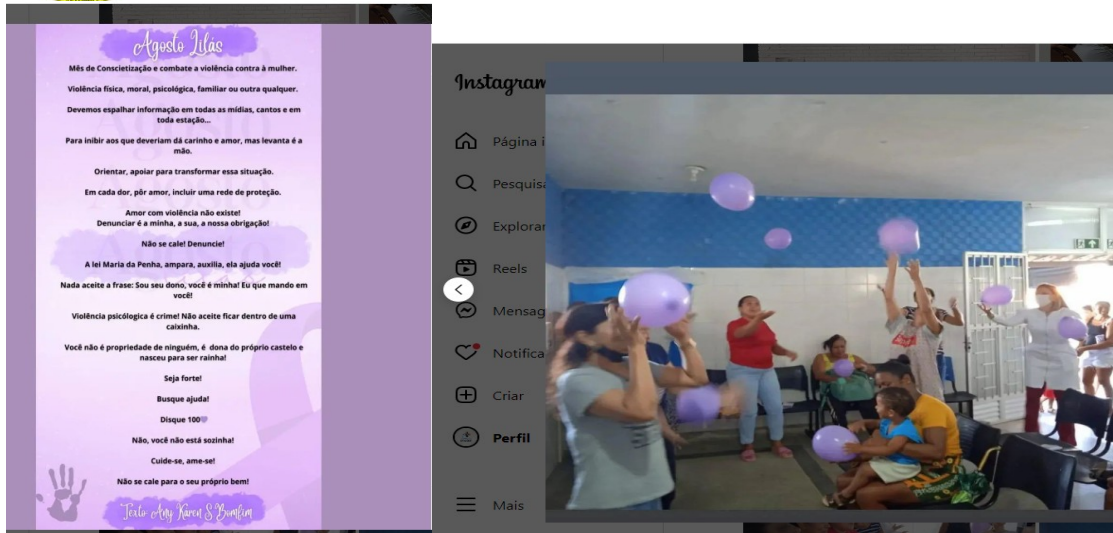 Agosto Lilás
Mês de Conscietização e combate a violência contra à mulher.
Violência física, moral, psicológica, familiar ou outra qualquer.
Devemos espalhar informação em todas as mídias, cantos e em
toda estação...
Para inibir aos que deveriam dá carinho e amor, mas levanta é a
mão.
Orientar, apoiar para transformar essa situação.
Em cada dor, pôr amor, incluir uma rede de proteção.
Amor com violência não existe!
Denunciar é a minha, a sua, a nossa obrigação!
Não se cale! Denuncie!
A lei Maria da Penha, ampara, auxilia, ela ajuda você!
Nada aceite a frase: Sou seu dono, você é minha! Eu que mando em
você!
Violência psicólogica é crime! Não aceite ficar dentro de uma
caixinha.
Você não é propriedade de ninguém, é dona do próprio castelo e
nasceu para ser rainha!
Seja forte!
Busque ajuda!
Disque 100💜
Não, você não está sozinha!
Cuide-se, ame-se!
Não se cale para o seu próprio bem!
Texto Any Karen S Bomfim
Instagram
Página i
Pesquisa
Explorar
Reels
Mensag
Notifica
Criar
Perfil
Mais